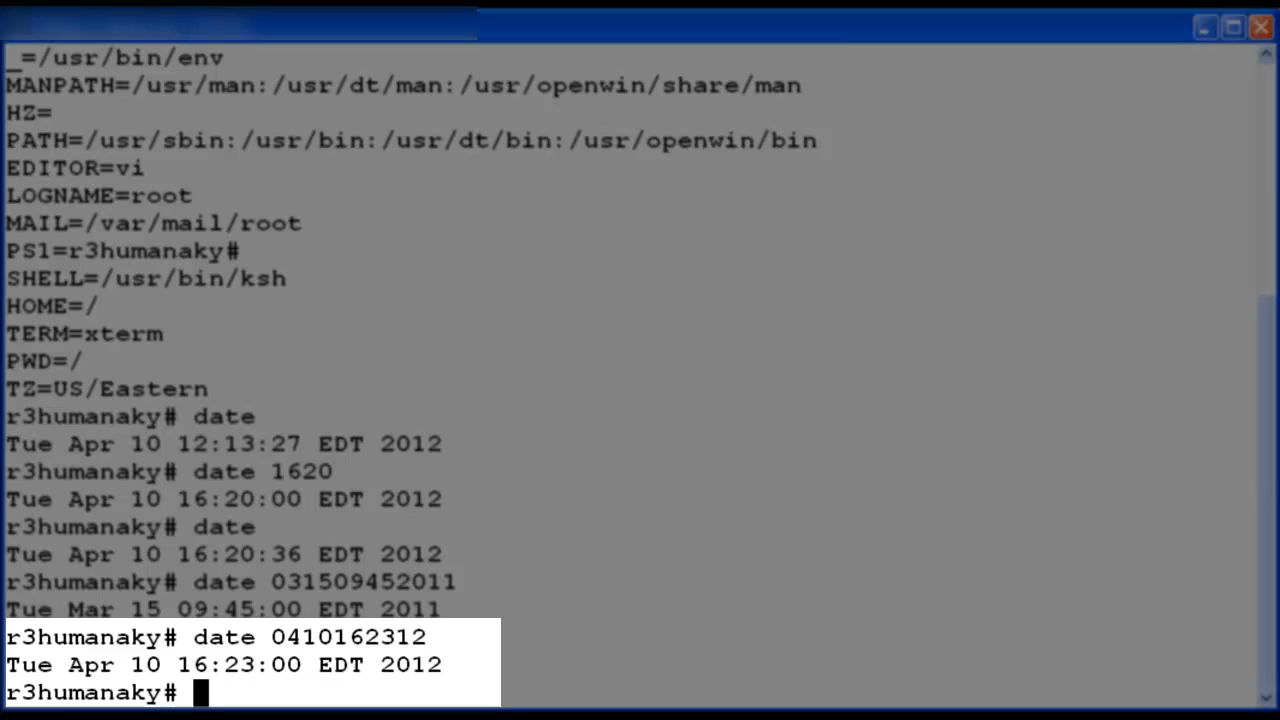 _=/usr/bin/env
MANPATH=/usr/man:/usr/dt/man:/usr/openwin/share/man
HZ=
PATH=/usr/sbin:/usr/bin:/usr/dt/bin:/usr/openwin/bin
EDITOR=vi
LOGNAME=root
MAIL=/var/mail/root
PS1=r3humanaky#
SHELL=/usr/bin/ksh
HOME=/
TERM=xterm
PWD=/
TZ=US/Eastern
r3humanaky# date
Tue Apr 10 12:13:27 EDT 2012
r3humanaky# date 1620
Tue Apr 10 16:20:00 EDT 2012
r3humanaky# date
Tue Apr 10 16:20:36 EDT 2012
r3humanaky# date 031509452011
Tue Mar 15 09:45:00 EDT 2011
r3humanaky# date 0410162312
Tue Apr 10 16:23:00 EDT 2012
r3humanaky#